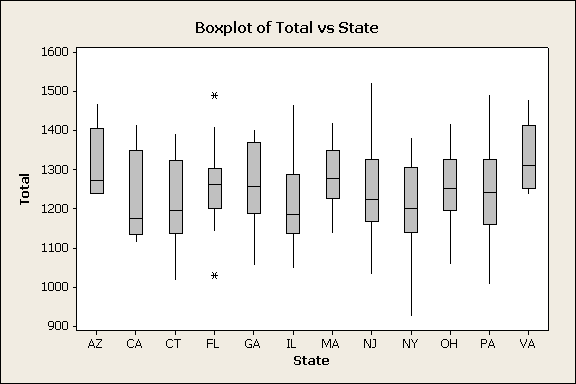 Boxplot of Total vs State
1600
1500
1400
1300
1200
1100
1000
900
Total
AZ CA CT FL GA IL MA NJ NY OH PA VA
State